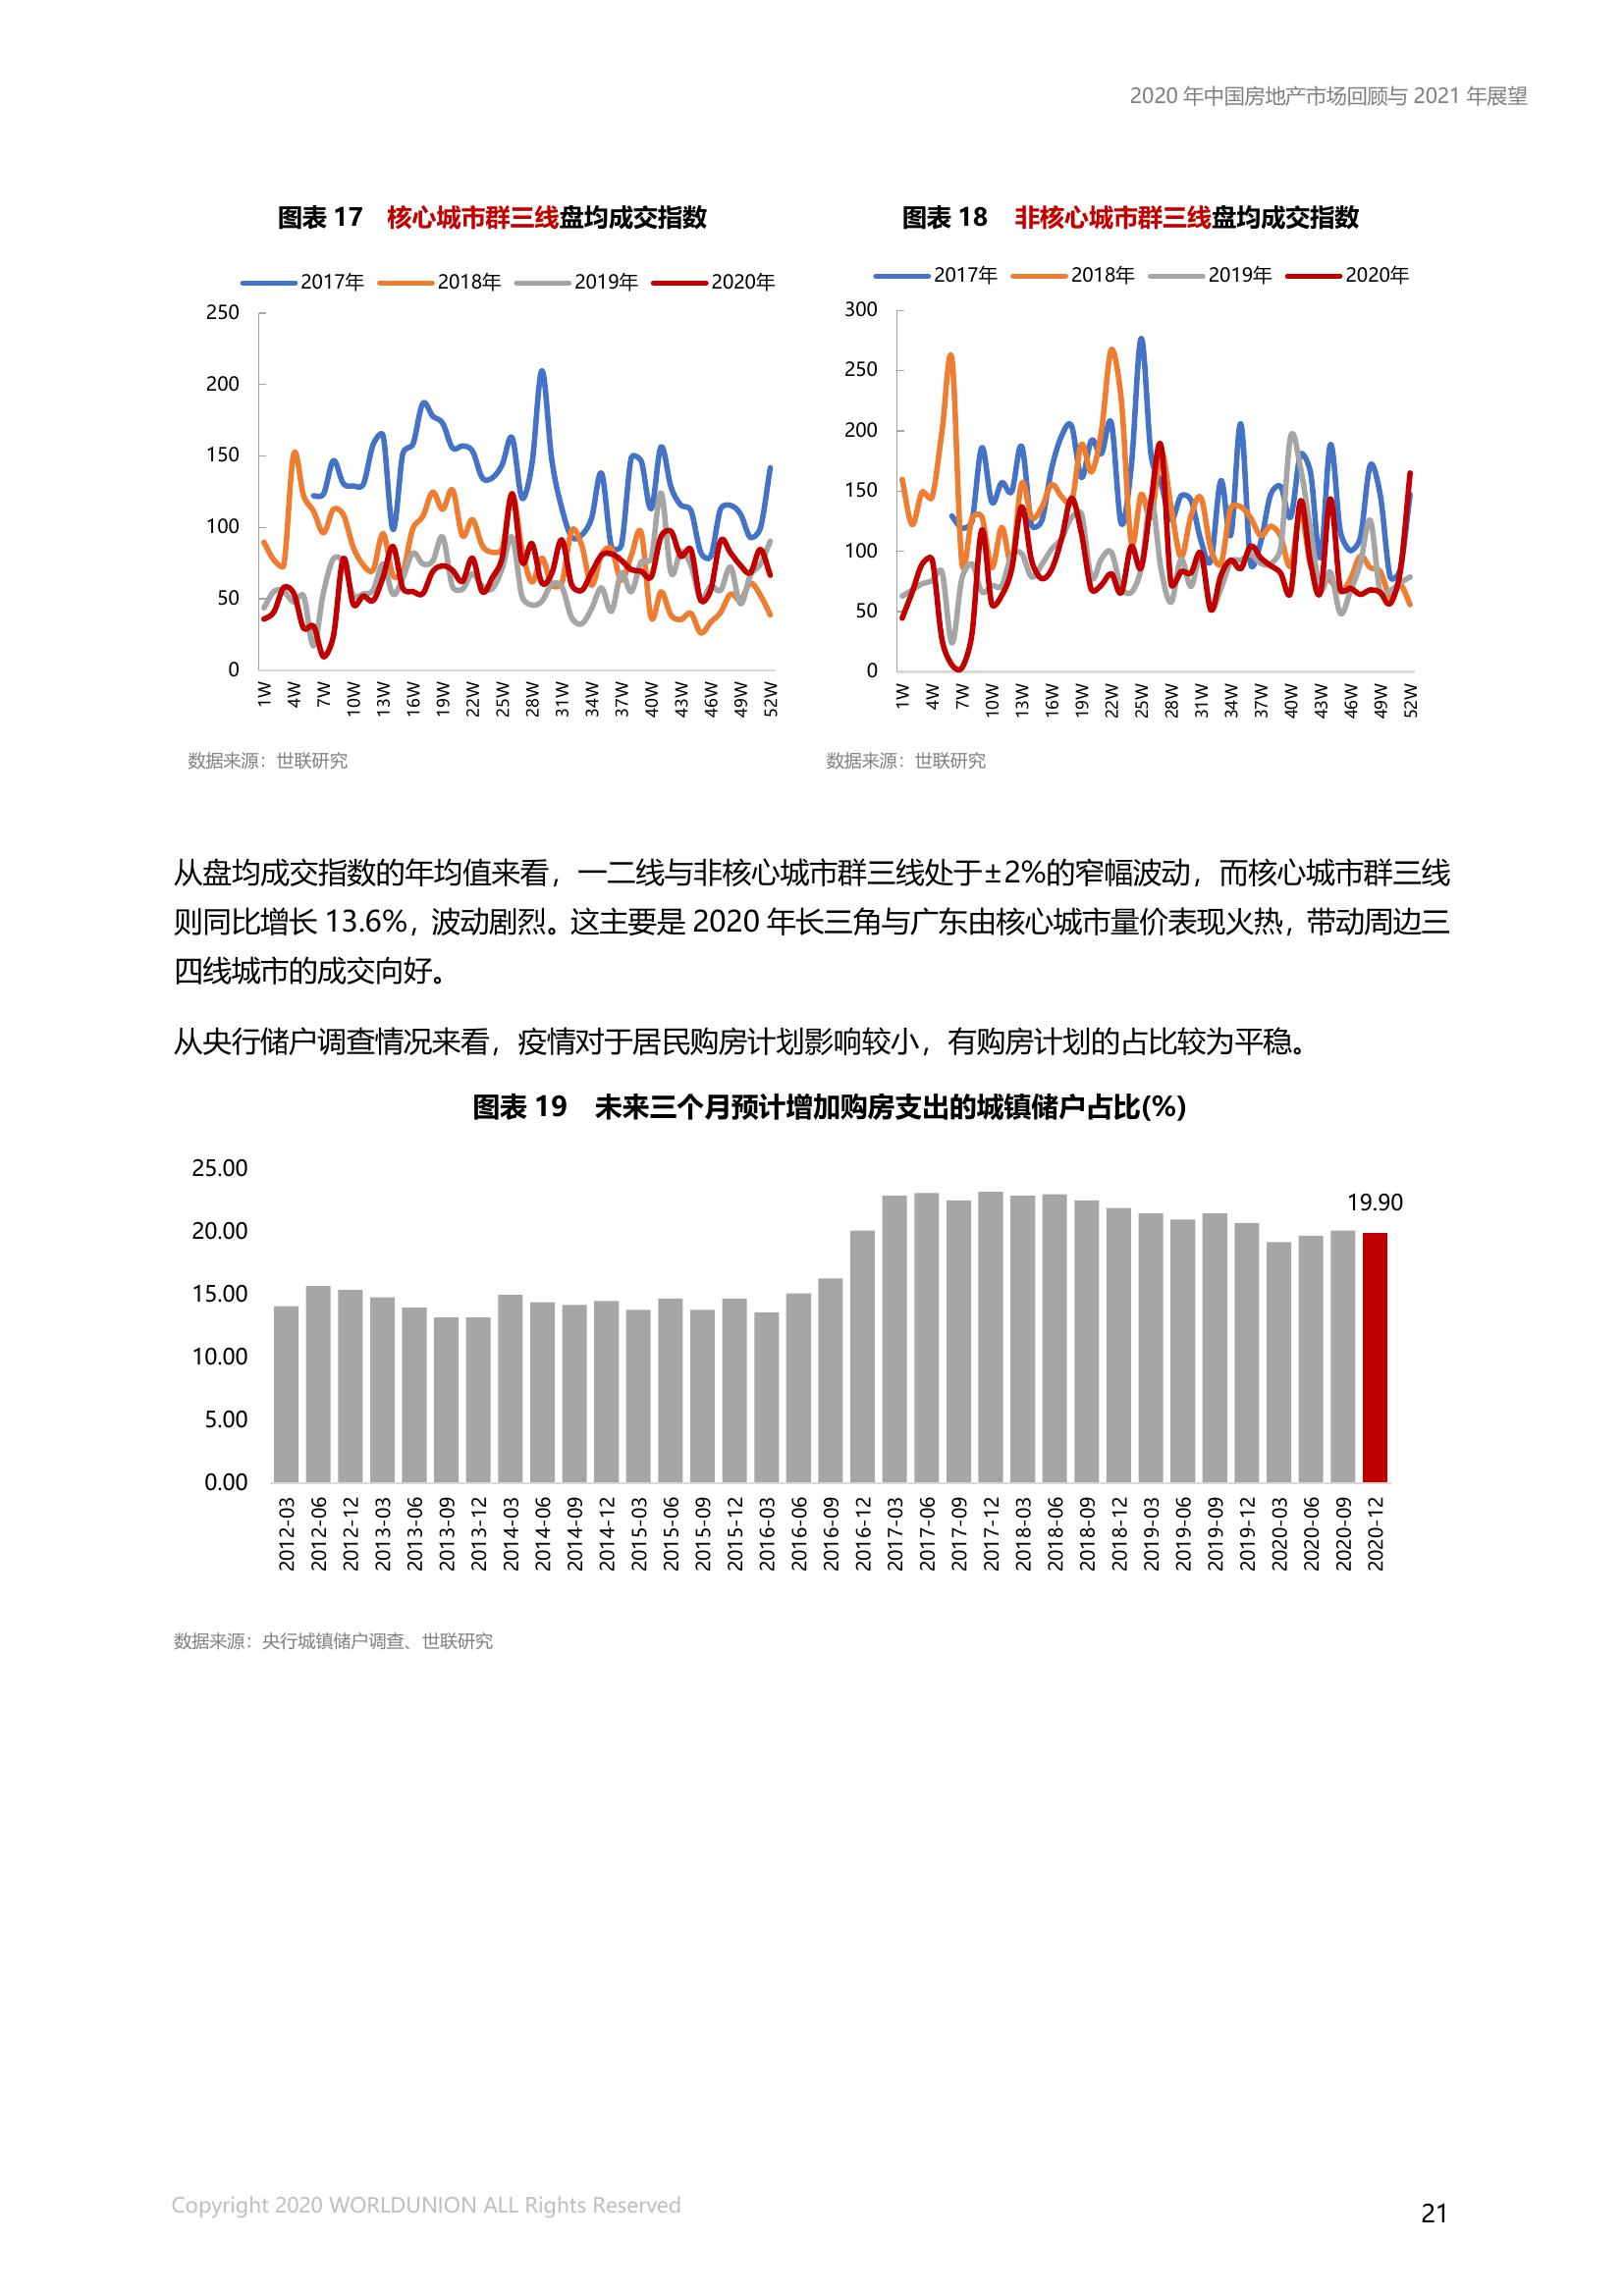 2020 年中国房地产市场回顾与 2021 年展望
图表 17 核心城市群三线盘均成交指数
2017年 2018年 2019年 2020年
250
200
150
100
50
0
1W 4W 7W 10W 13W 16W 19W 22W 25W 28W 31W 34W 37W 40W 43W 46W 49W 52W
数据来源：世联研究
图表 18 非核心城市群三线盘均成交指数
2017年 2018年 2019年 2020年
300
250
200
150
100
50
0
1W 4W 7W 10W 13W 16W 19W 22W 25W 28W 31W 34W 37W 40W 43W 46W 49W 52W
数据来源：世联研究
从盘均成交指数的年均值来看，一二线与非核心城市群三线处于±2%的窄幅波动，而核心城市群三线
则同比增长 13.6%，波动剧烈。这主要是 2020 年长三角与广东由核心城市量价表现火热，带动周边三
四线城市的成交向好。
从央行储户调查情况来看，疫情对于居民购房计划影响较小，有购房计划的占比较为平稳。
图表 19 未来三个月预计增加购房支出的城镇储户占比(%)
25.00
20.00
15.00
10.00
5.00
0.00
19.90
2012-03 2012-06 2012-12 2013-03 2013-06 2013-09 2013-12 2014-03 2014-06 2014-09 2014-12 2015-03 2015-06 2015-09 2015-12 2016-03 2016-06 2016-09 2016-12 2017-03 2017-06 2017-09 2017-12 2018-03 2018-06 2018-09 2018-12 2019-03 2019-06 2019-09 2019-12 2020-03 2020-06 2020-09 2020-12
数据来源：央行城镇储户调查、世联研究
Copyright 2020 WORLDUNION ALL Rights Reserved
21